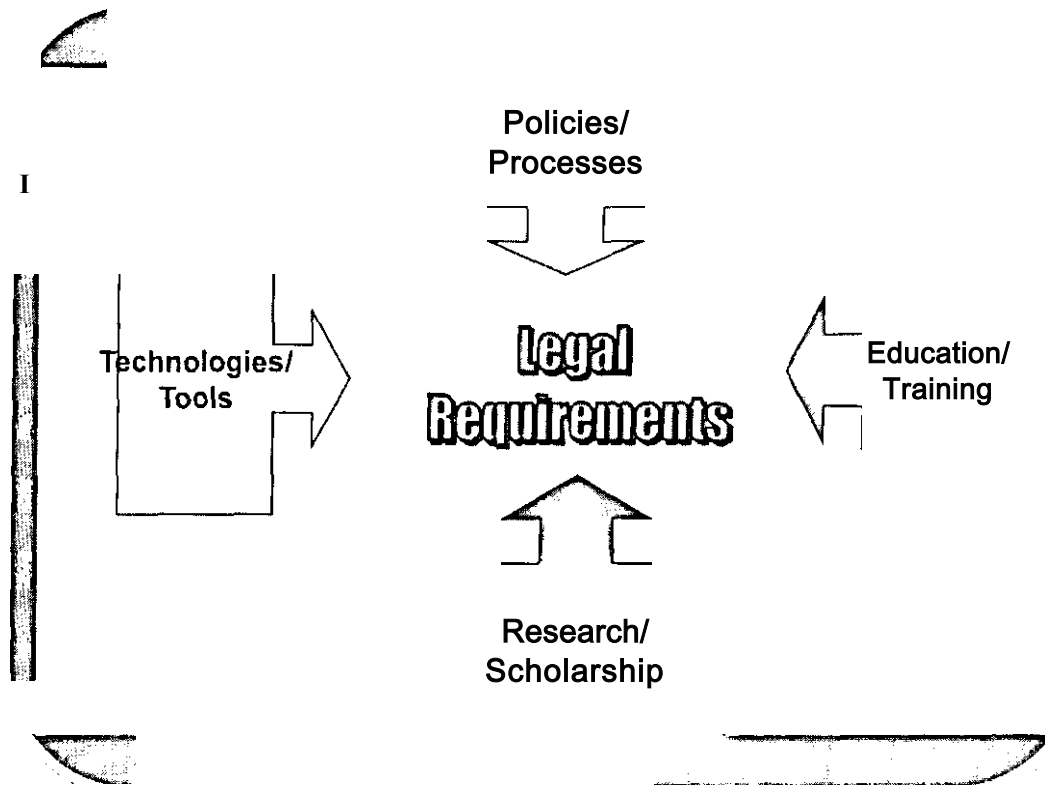 Policies/
Processes
I
Technologies/
Tools
Legal
Requirements
Education/
Training
Research/
Scholarship